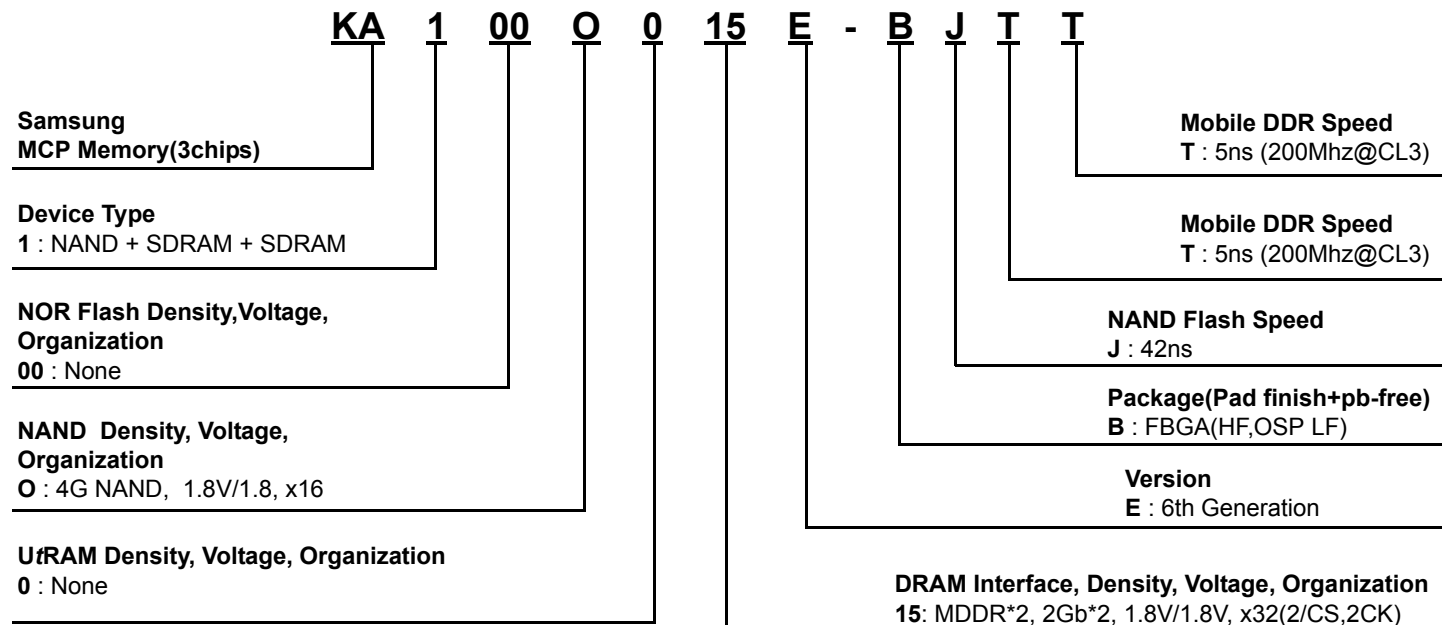 KA 1 00 O 0 15 E - B J T T
Samsung
MCP Memory(3chips)
Device Type
1 : NAND + SDRAM + SDRAM
NOR Flash Density,Voltage,
Organization
00 : None
NAND Density, Voltage,
Organization
O : 4G NAND, 1.8V/1.8, x16
UtRAM Density, Voltage, Organization
0 : None
Mobile DDR Speed
T : 5ns (200Mhz@CL3)
Mobile DDR Speed
T : 5ns (200Mhz@CL3)
NAND Flash Speed
J : 42ns
Package(Pad finish+pb-free)
B : FBGA(HF,OSP LF)
Version
E : 6th Generation
DRAM Interface, Density, Voltage, Organization
15: MDDR*2, 2Gb*2, 1.8V/1.8V, x32(2/CS,2CK)